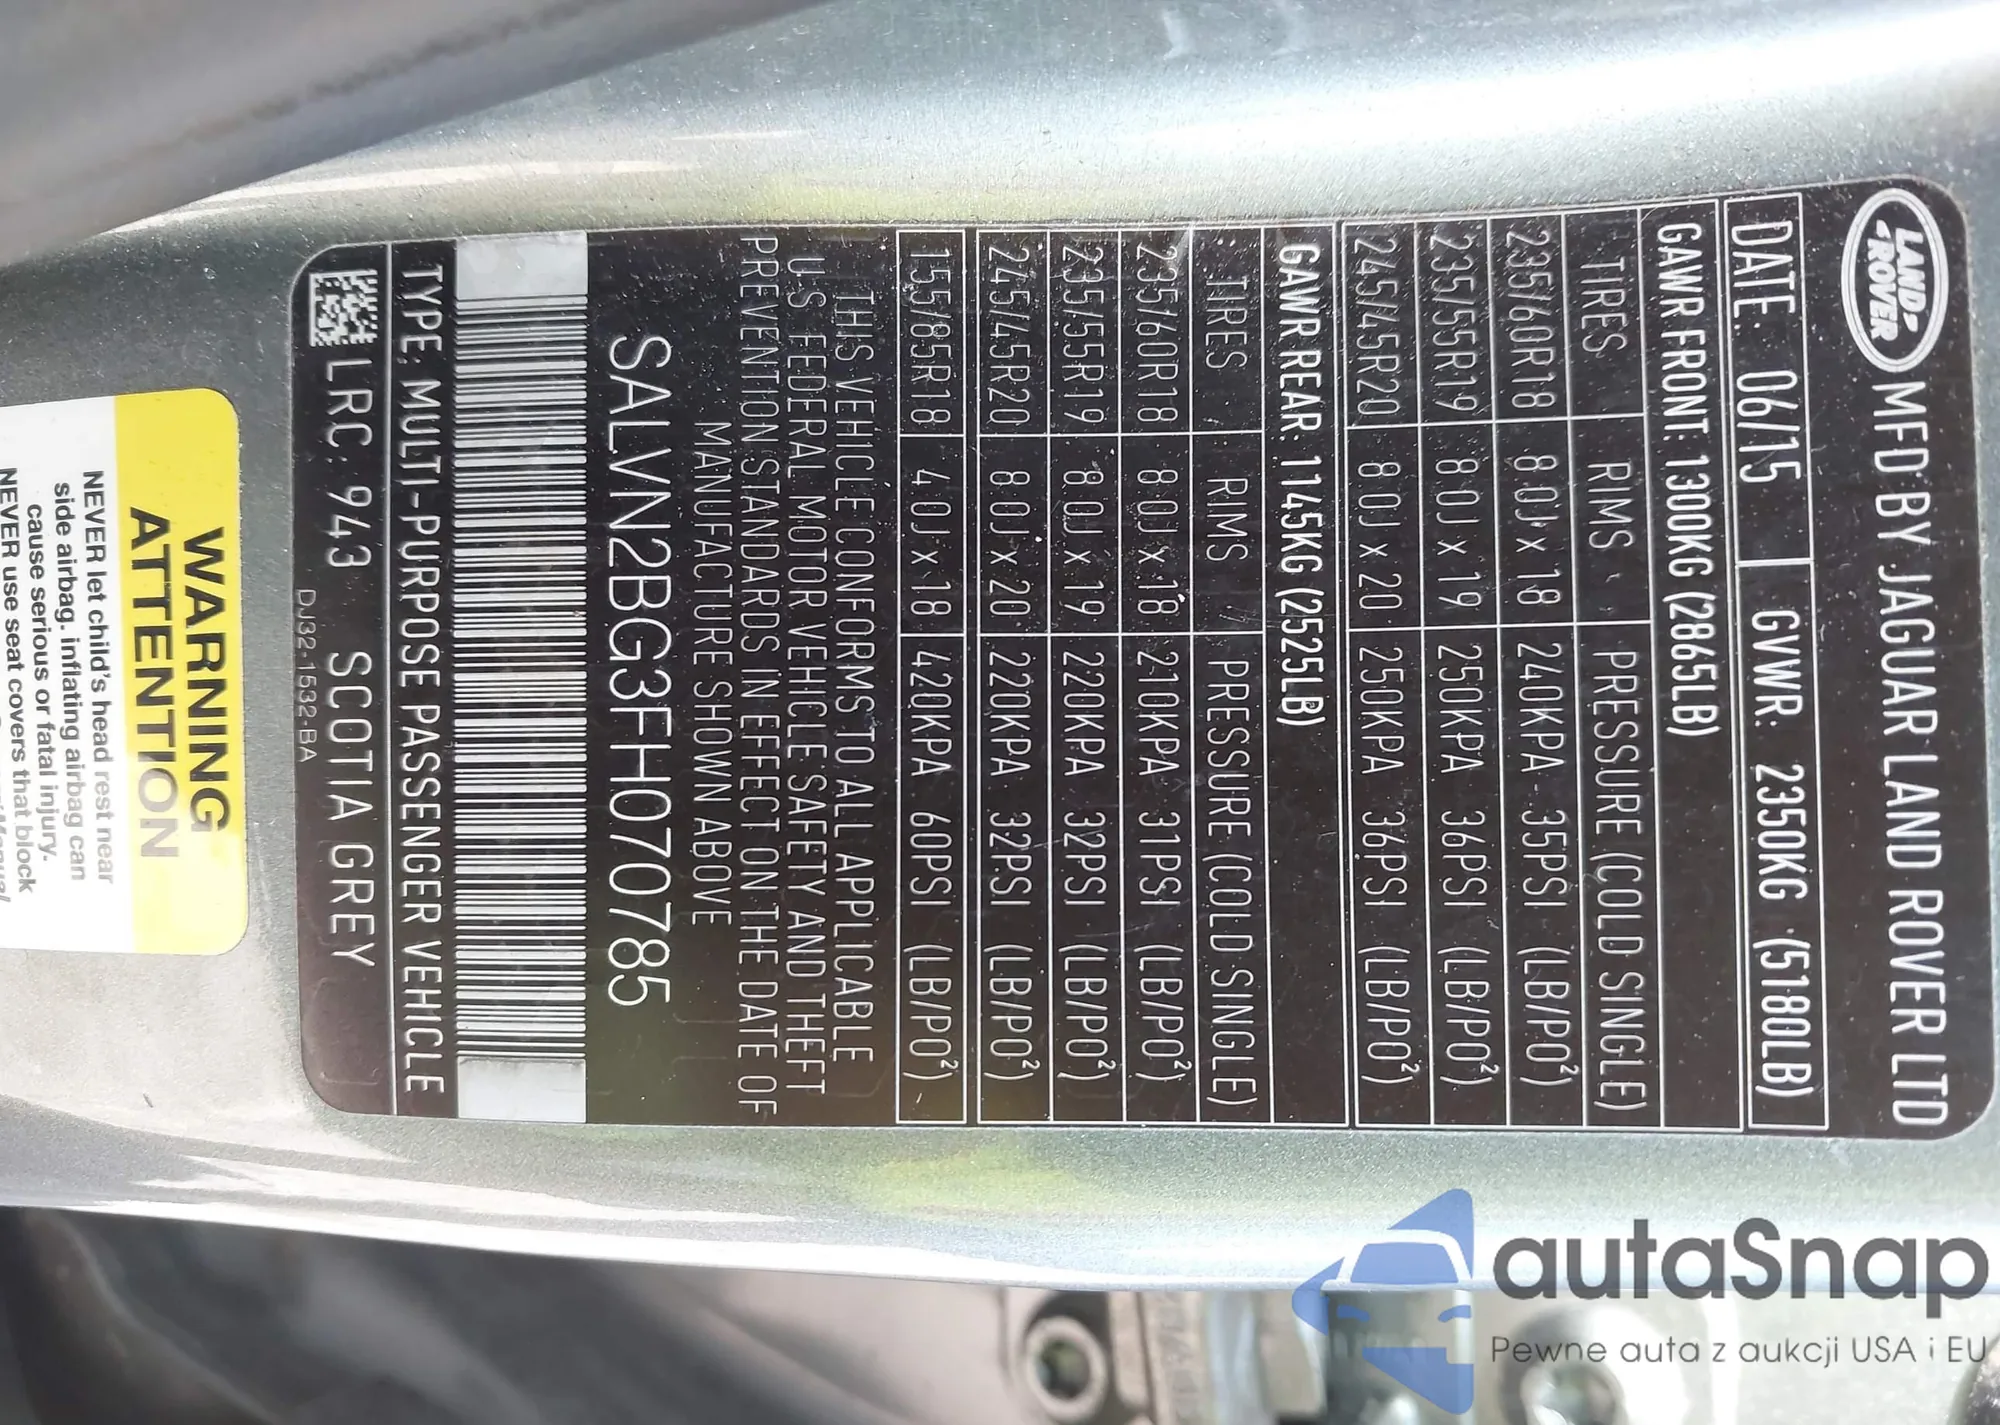 LAND-
ROVER
MFD BY JAGUAR LAND ROVER LTD
DATE: 06/15 GVWR: 2350KG (5180LB)
GAWR FRONT: 1300KG (2865LB)
TIRES RIMS PRESSURE (COLD SINGLE)
235/60R18 8.0J x 18 240KPA 35PSI (LB/PO²)
235/55R19 8.0J x 19 250KPA 36PSI (LB/PO²)
245/45R20 8.0J x 20 250KPA 36PSI (LB/PO²)
GAWR REAR: 1145KG (2525LB)
TIRES RIMS PRESSURE (COLD SINGLE)
235/60R18 8.0J x 18 210KPA 31PSI (LB/PO²)
235/55R19 8.0J x 19 220KPA 32PSI (LB/PO²)
245/45R20 8.0J x 20 220KPA 32PSI (LB/PO²)
155/85R18 4.0J x 18 420KPA 60PSI (LB/PO²)
THIS VEHICLE CONFORMS TO ALL APPLICABLE
U.S FEDERAL MOTOR VEHICLE SAFETY AND THEFT
PREVENTION STANDARDS IN EFFECT ON THE DATE OF
MANUFACTURE SHOWN ABOVE
SALVN2BG3FH070785
TYPE: MULTI-PURPOSE PASSENGER VEHICLE
LRC: 943 SCOTIA GREY
DJ32-1532-BA
WARNING
ATTENTION
NEVER let child's head rest near
side airbag. inflating airbag can
cause serious or fatal injury.
NEVER use seat covers that block
autaSnap
Pewne auta z aukcji USA i EU